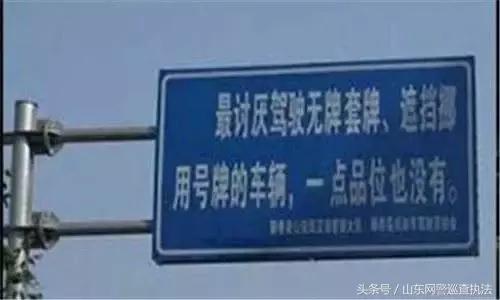 最讨厌驾驶无牌套牌、遮挡挪
用号牌的车辆，一点品位也没有。
头条号／山东网警巡查执法